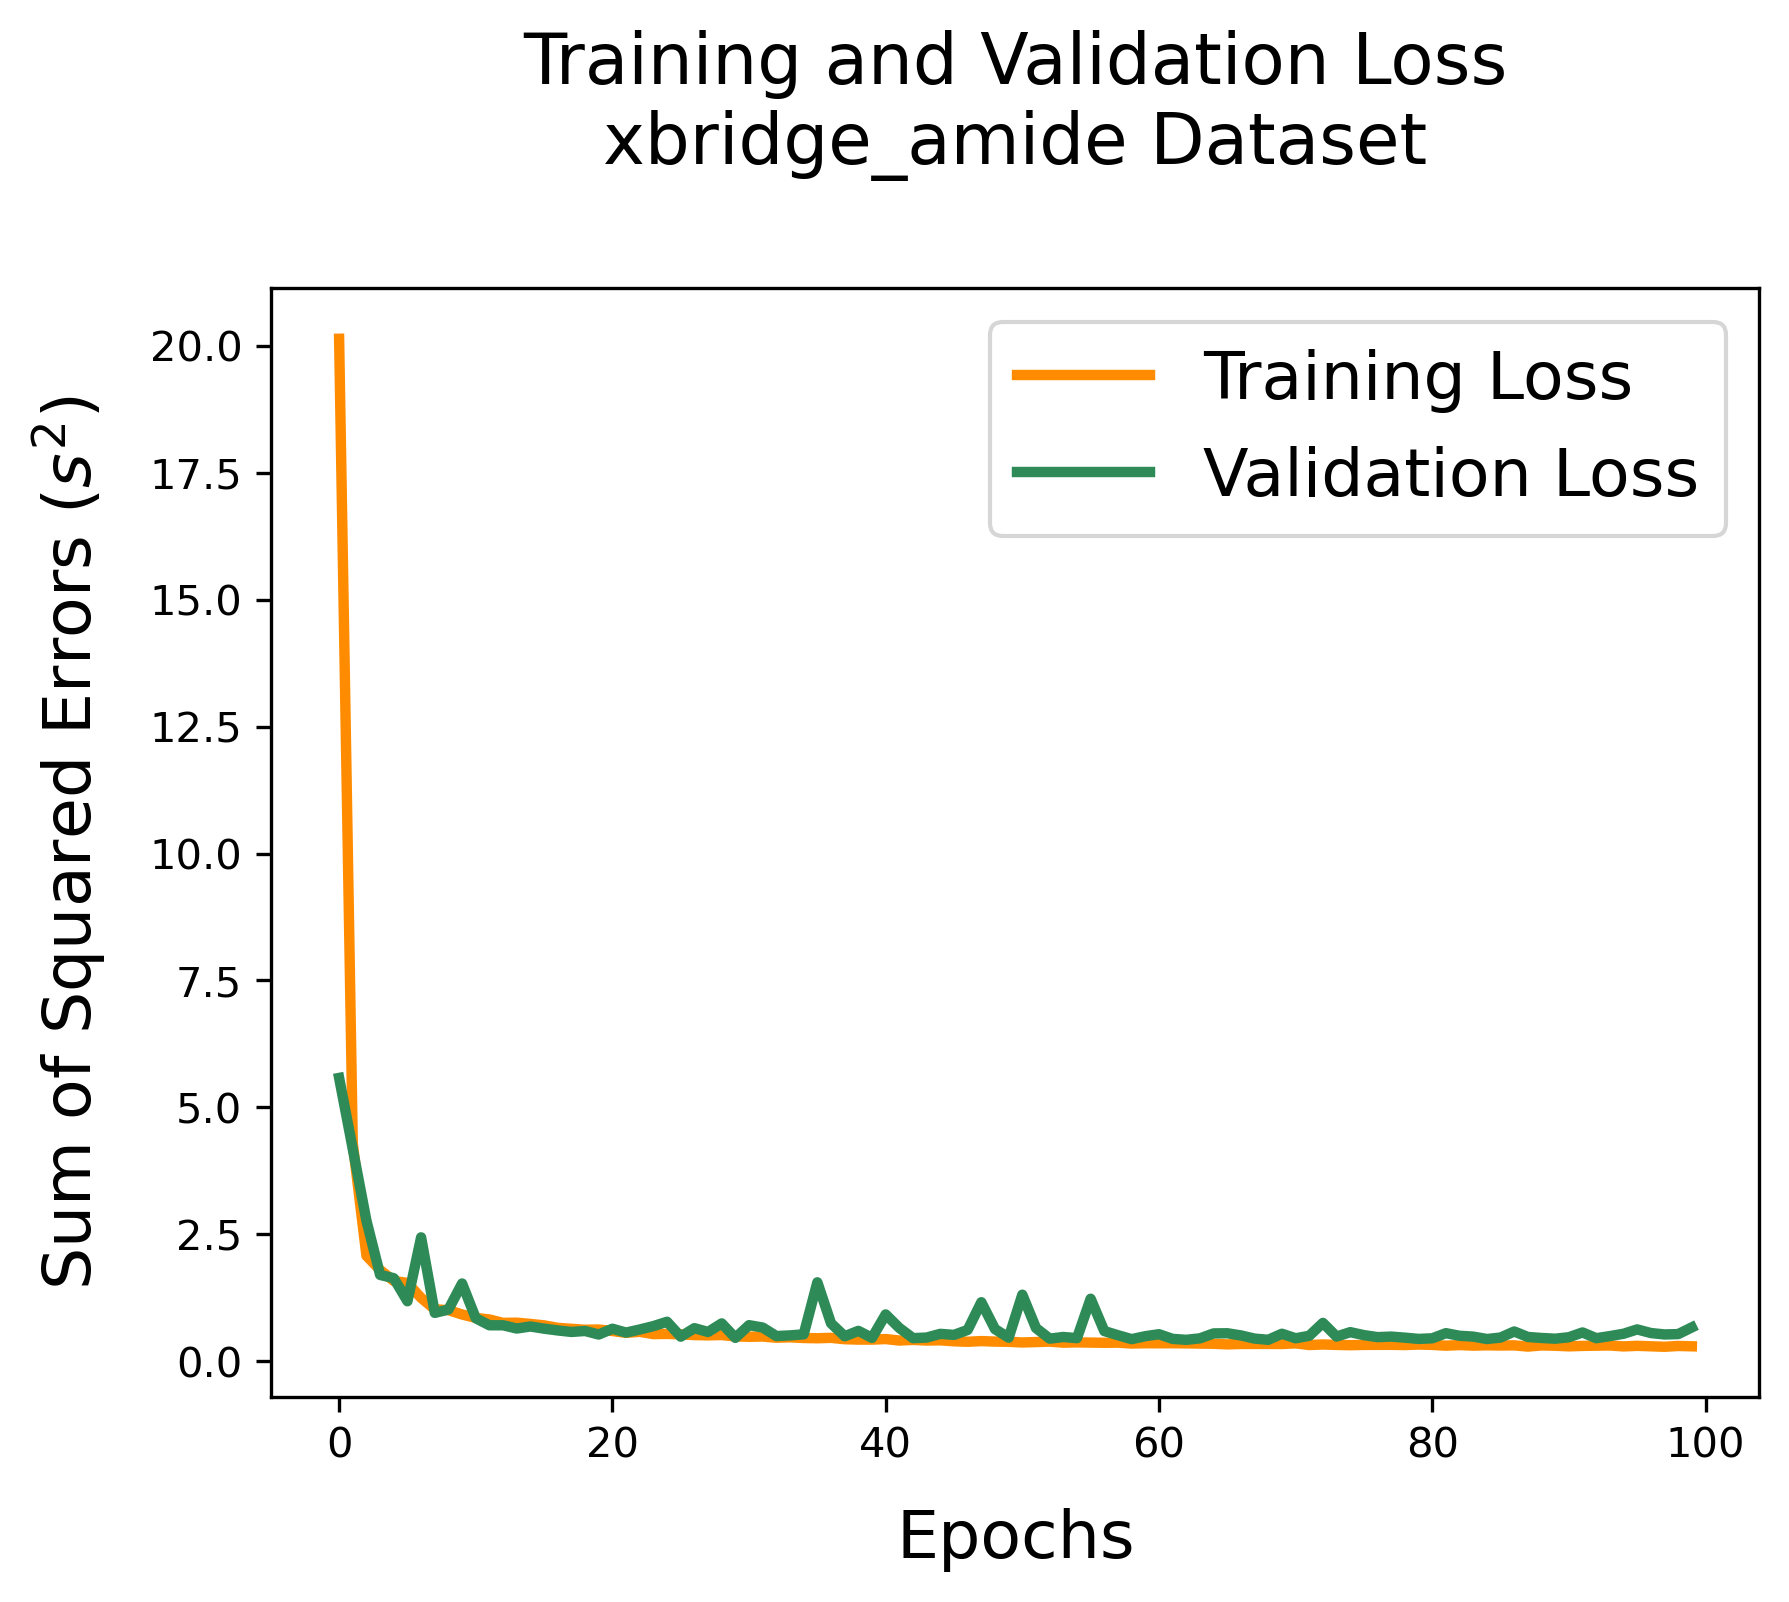 Training and Validation Loss
xbridge_amide Dataset
Sum of Squared Errors (s²)
20.0
17.5
15.0
12.5
10.0
7.5
5.0
2.5
0.0
Training Loss
Validation Loss
0 20 40 60 80 100
Epochs